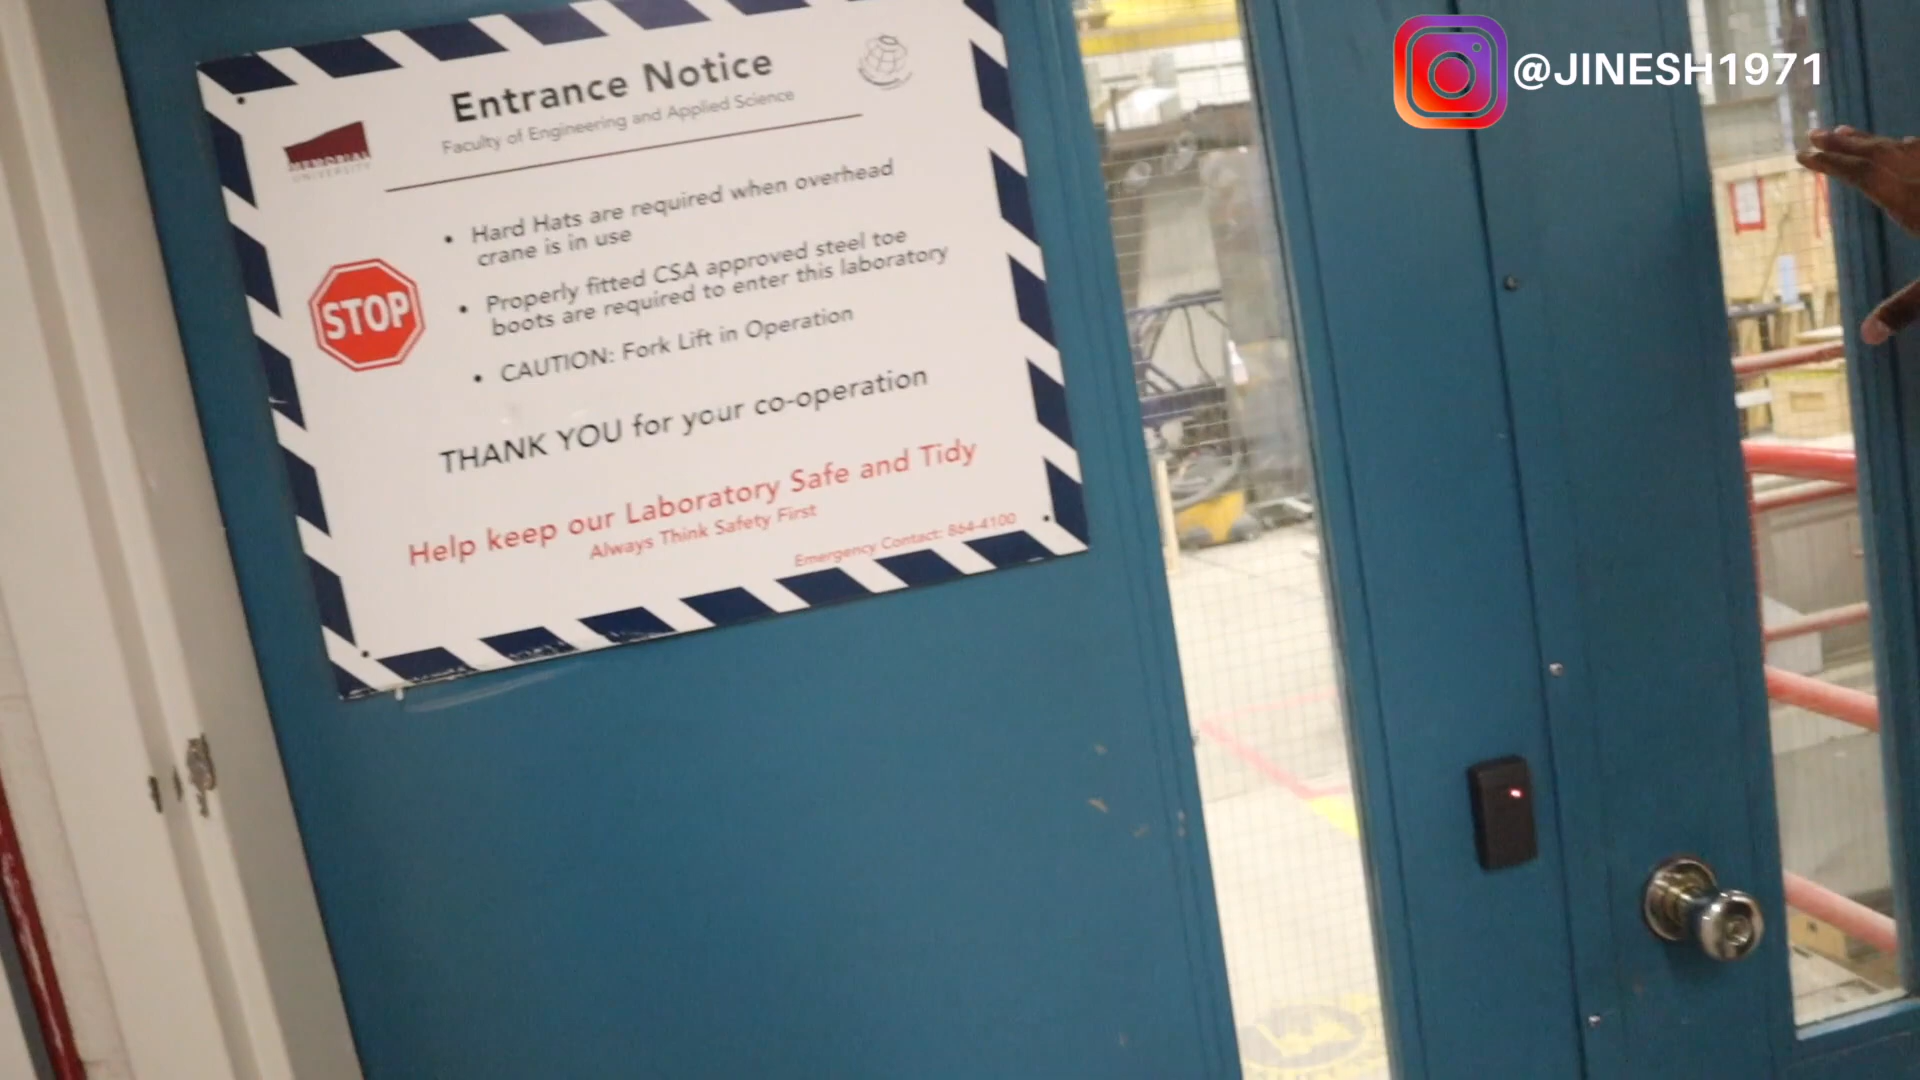 @JINESH1971
Entrance Notice
Faculty of Engineering and Applied Science
MEMORIAL
UNIVERSITY
• Hard Hats are required when overhead
crane is in use
• Properly fitted CSA approved steel toe
boots are required to enter this laboratory
• CAUTION: Fork Lift in Operation
STOP
THANK YOU for your co-operation
Help keep our Laboratory Safe and Tidy
Always Think Safety First
Emergency Contact: 864-4100